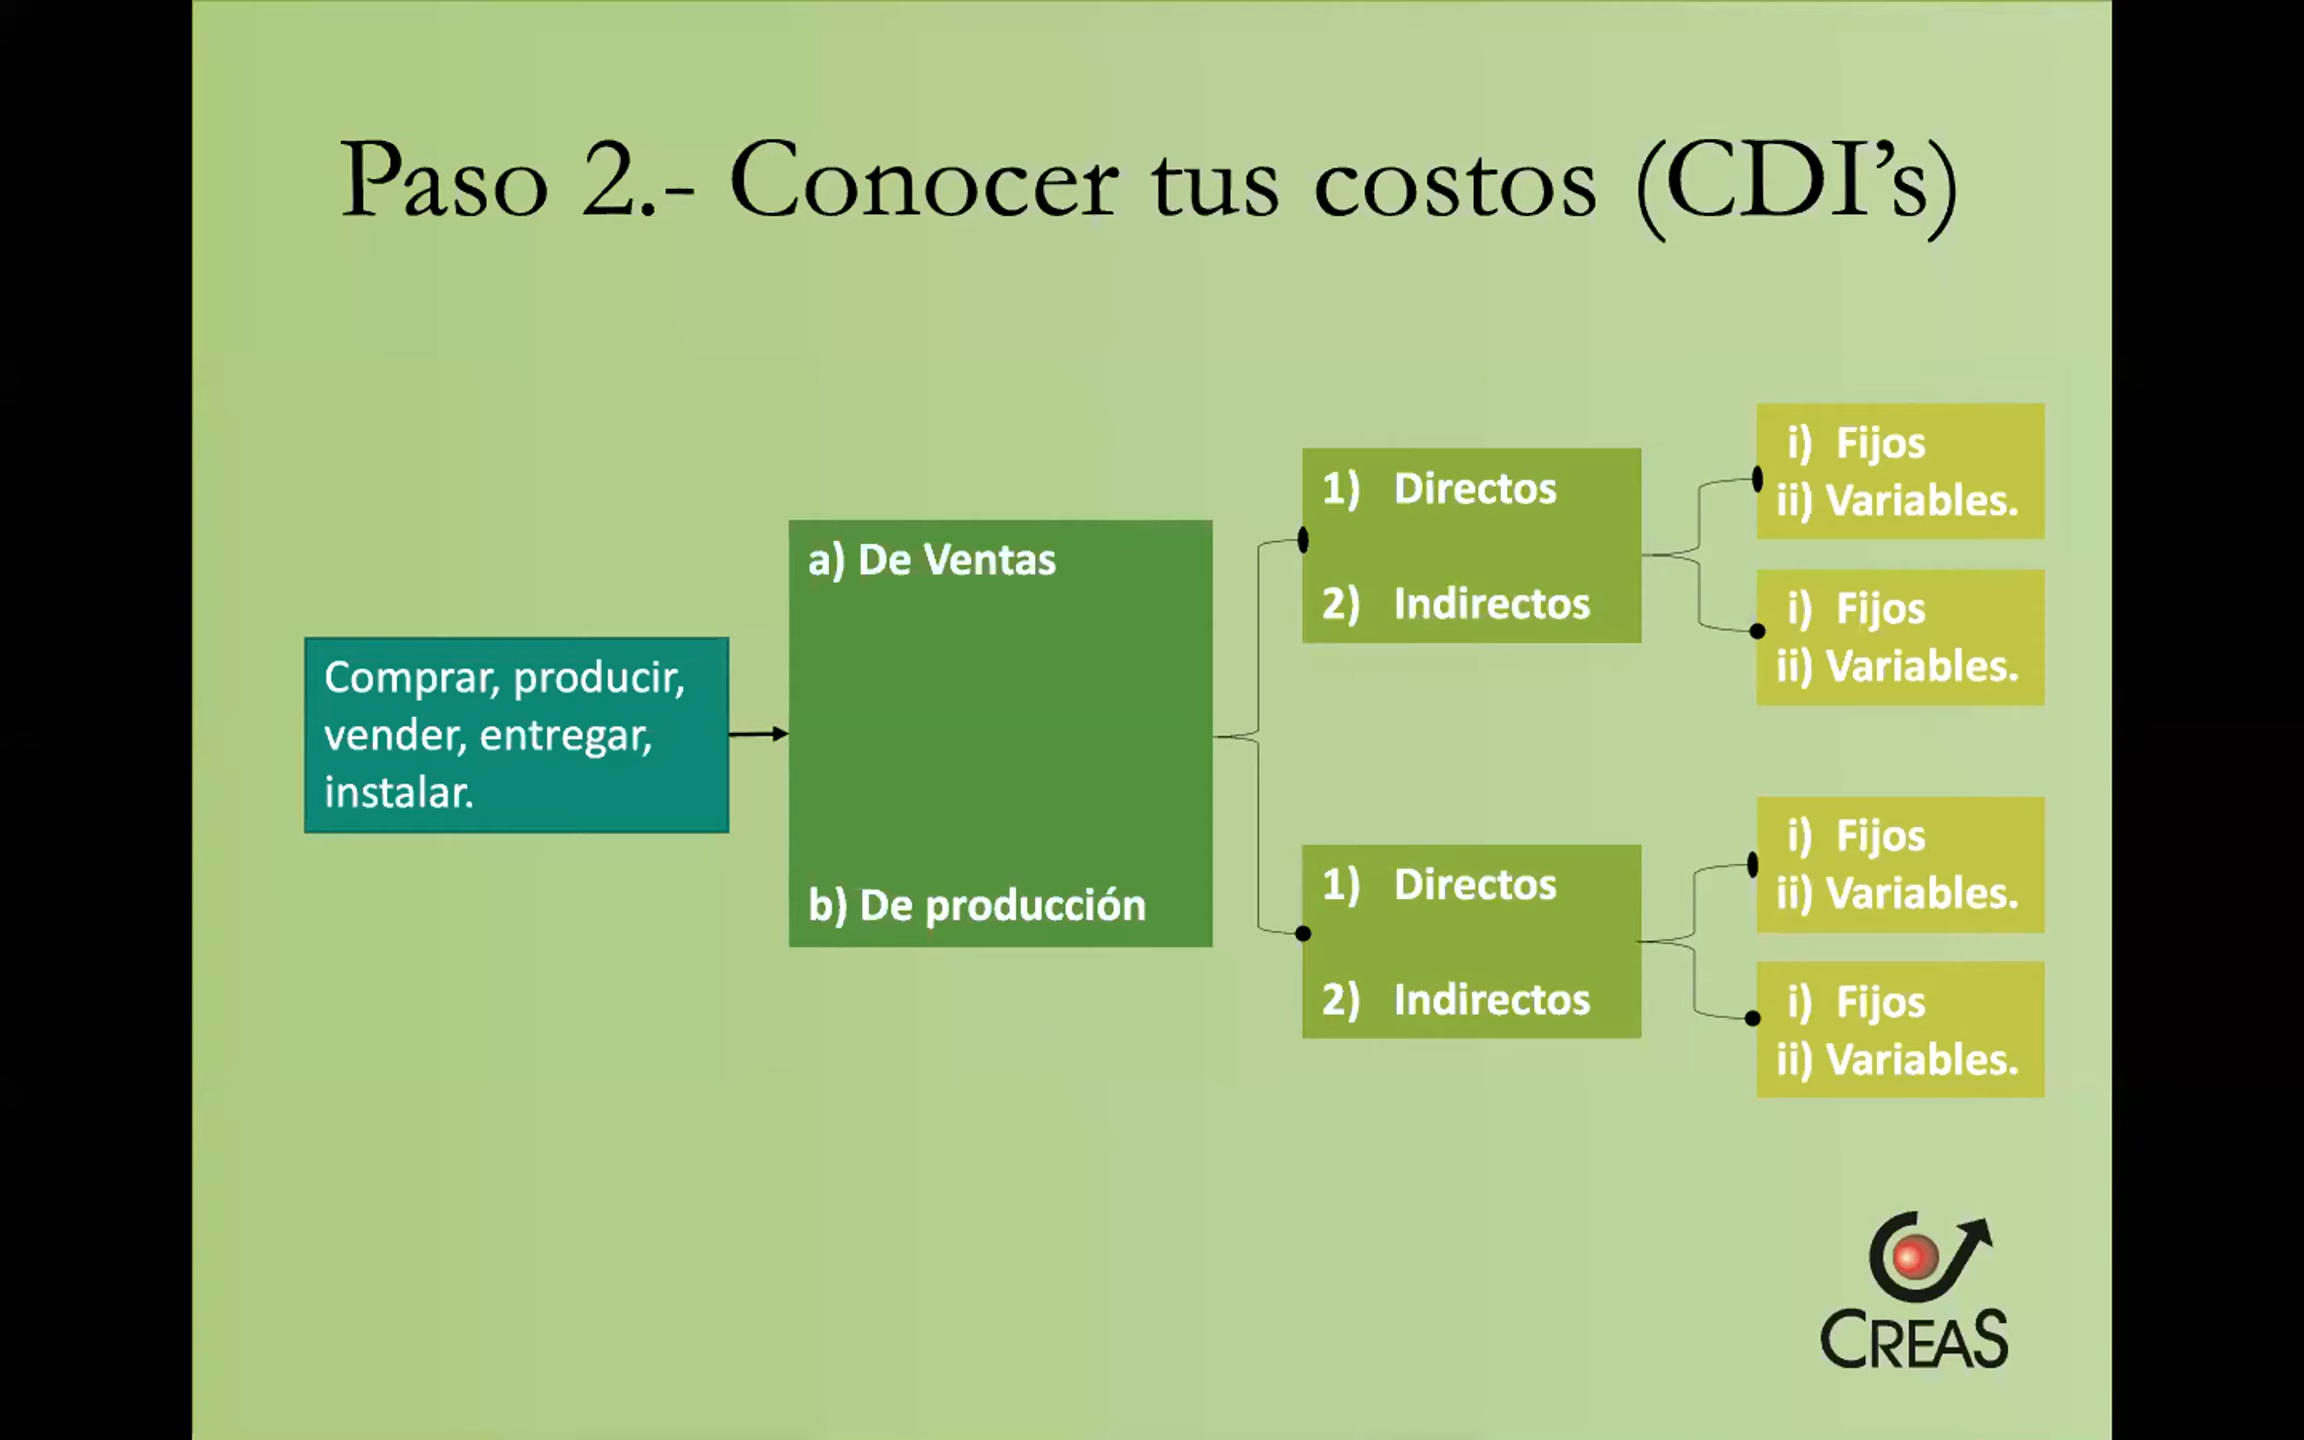 Paso 2.- Conocer tus costos (CDI’s)
Comprar, producir,
vender, entregar,
instalar.
a) De Ventas
b) De producción
1) Directos
2) Indirectos
i) Fijos
ii) Variables.
i) Fijos
ii) Variables.
1) Directos
2) Indirectos
i) Fijos
ii) Variables.
i) Fijos
ii) Variables.
CREAS